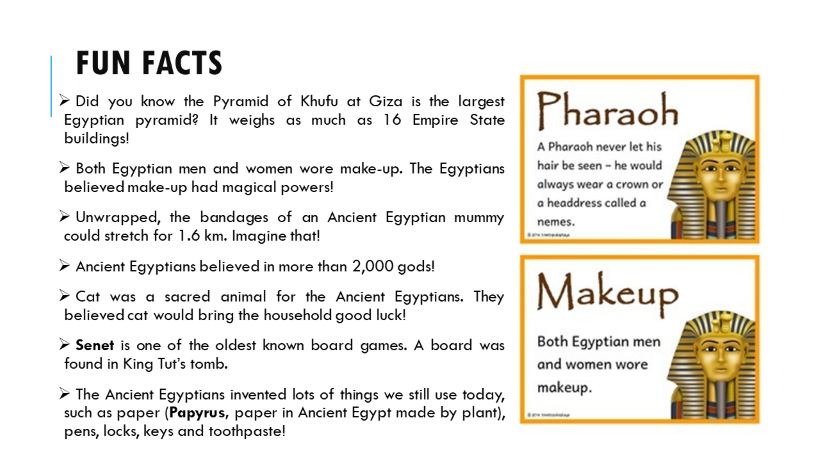 FUN FACTS
➢ Did you know the Pyramid of Khufu at Giza is the largest
Egyptian pyramid? It weighs as much as 16 Empire State
buildings!
➢ Both Egyptian men and women wore make-up. The Egyptians
believed make-up had magical powers!
➢ Unwrapped, the bandages of an Ancient Egyptian mummy
could stretch for 1.6 km. Imagine that!
➢ Ancient Egyptians believed in more than 2,000 gods!
➢ Cat was a sacred animal for the Ancient Egyptians. They
believed cat would bring the household good luck!
➢ Senet is one of the oldest known board games. A board was
found in King Tut's tomb.
➢ The Ancient Egyptians invented lots of things we still use today,
such as paper (Papyrus, paper in Ancient Egypt made by plant),
pens, locks, keys and toothpaste!
Pharaoh
A Pharaoh never let his
hair be seen – he would
always wear a crown or
a headdress called a
nemes.
Makeup
Both Egyptian men
and women wore
makeup.